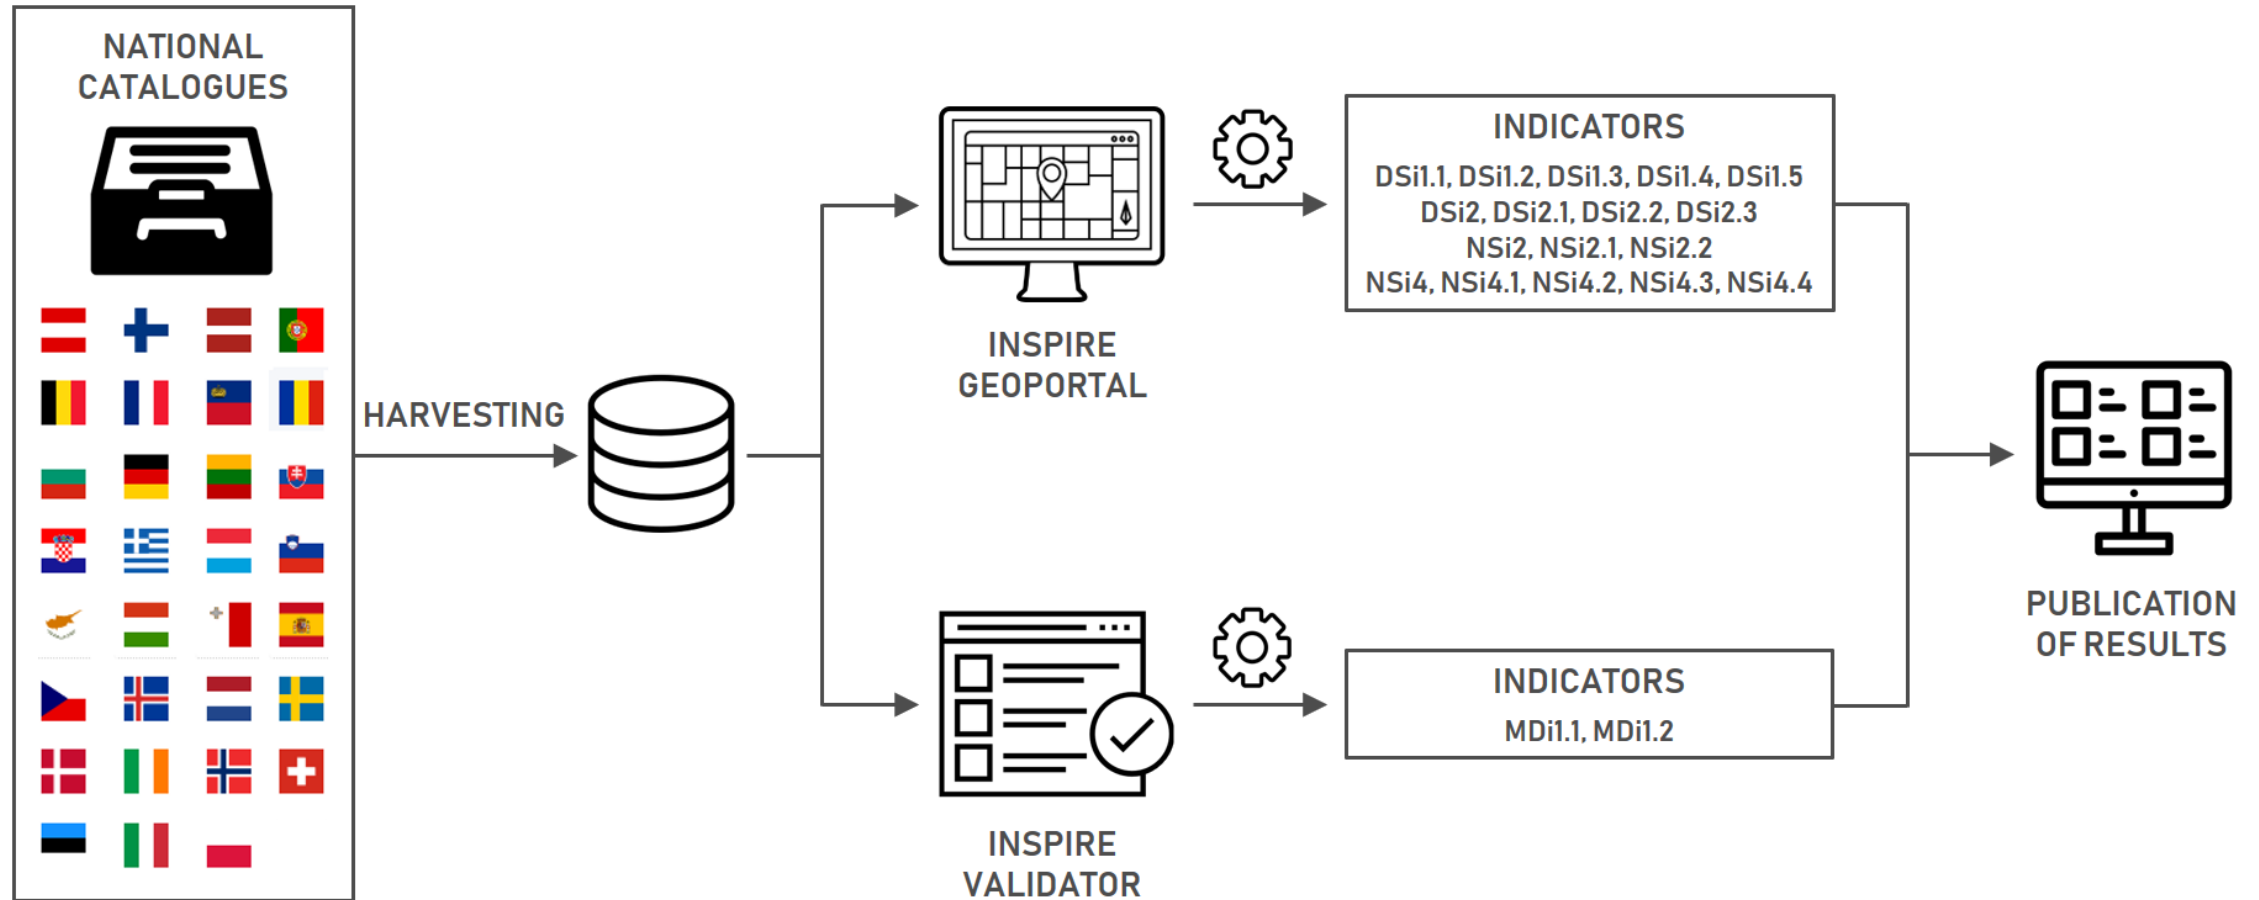 NATIONAL
CATALOGUES
HARVESTING
INSPIRE
GEOPORTAL
INDICATORS
DSi1.1, DSi1.2, DSi1.3, DSi1.4, DSi1.5
DSi2, DSi2.1, DSi2.2, DSi2.3
NSi2, NSi2.1, NSi2.2
NSi4, NSi4.1, NSi4.2, NSi4.3, NSi4.4
INSPIRE
VALIDATOR
INDICATORS
MDi1.1, MDi1.2
PUBLICATION
OF RESULTS